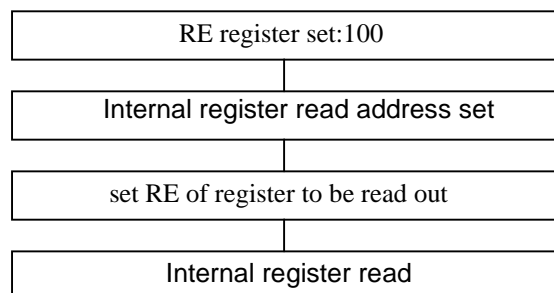 RE register set:100
Internal register read address set
set RE of register to be read out
Internal register read